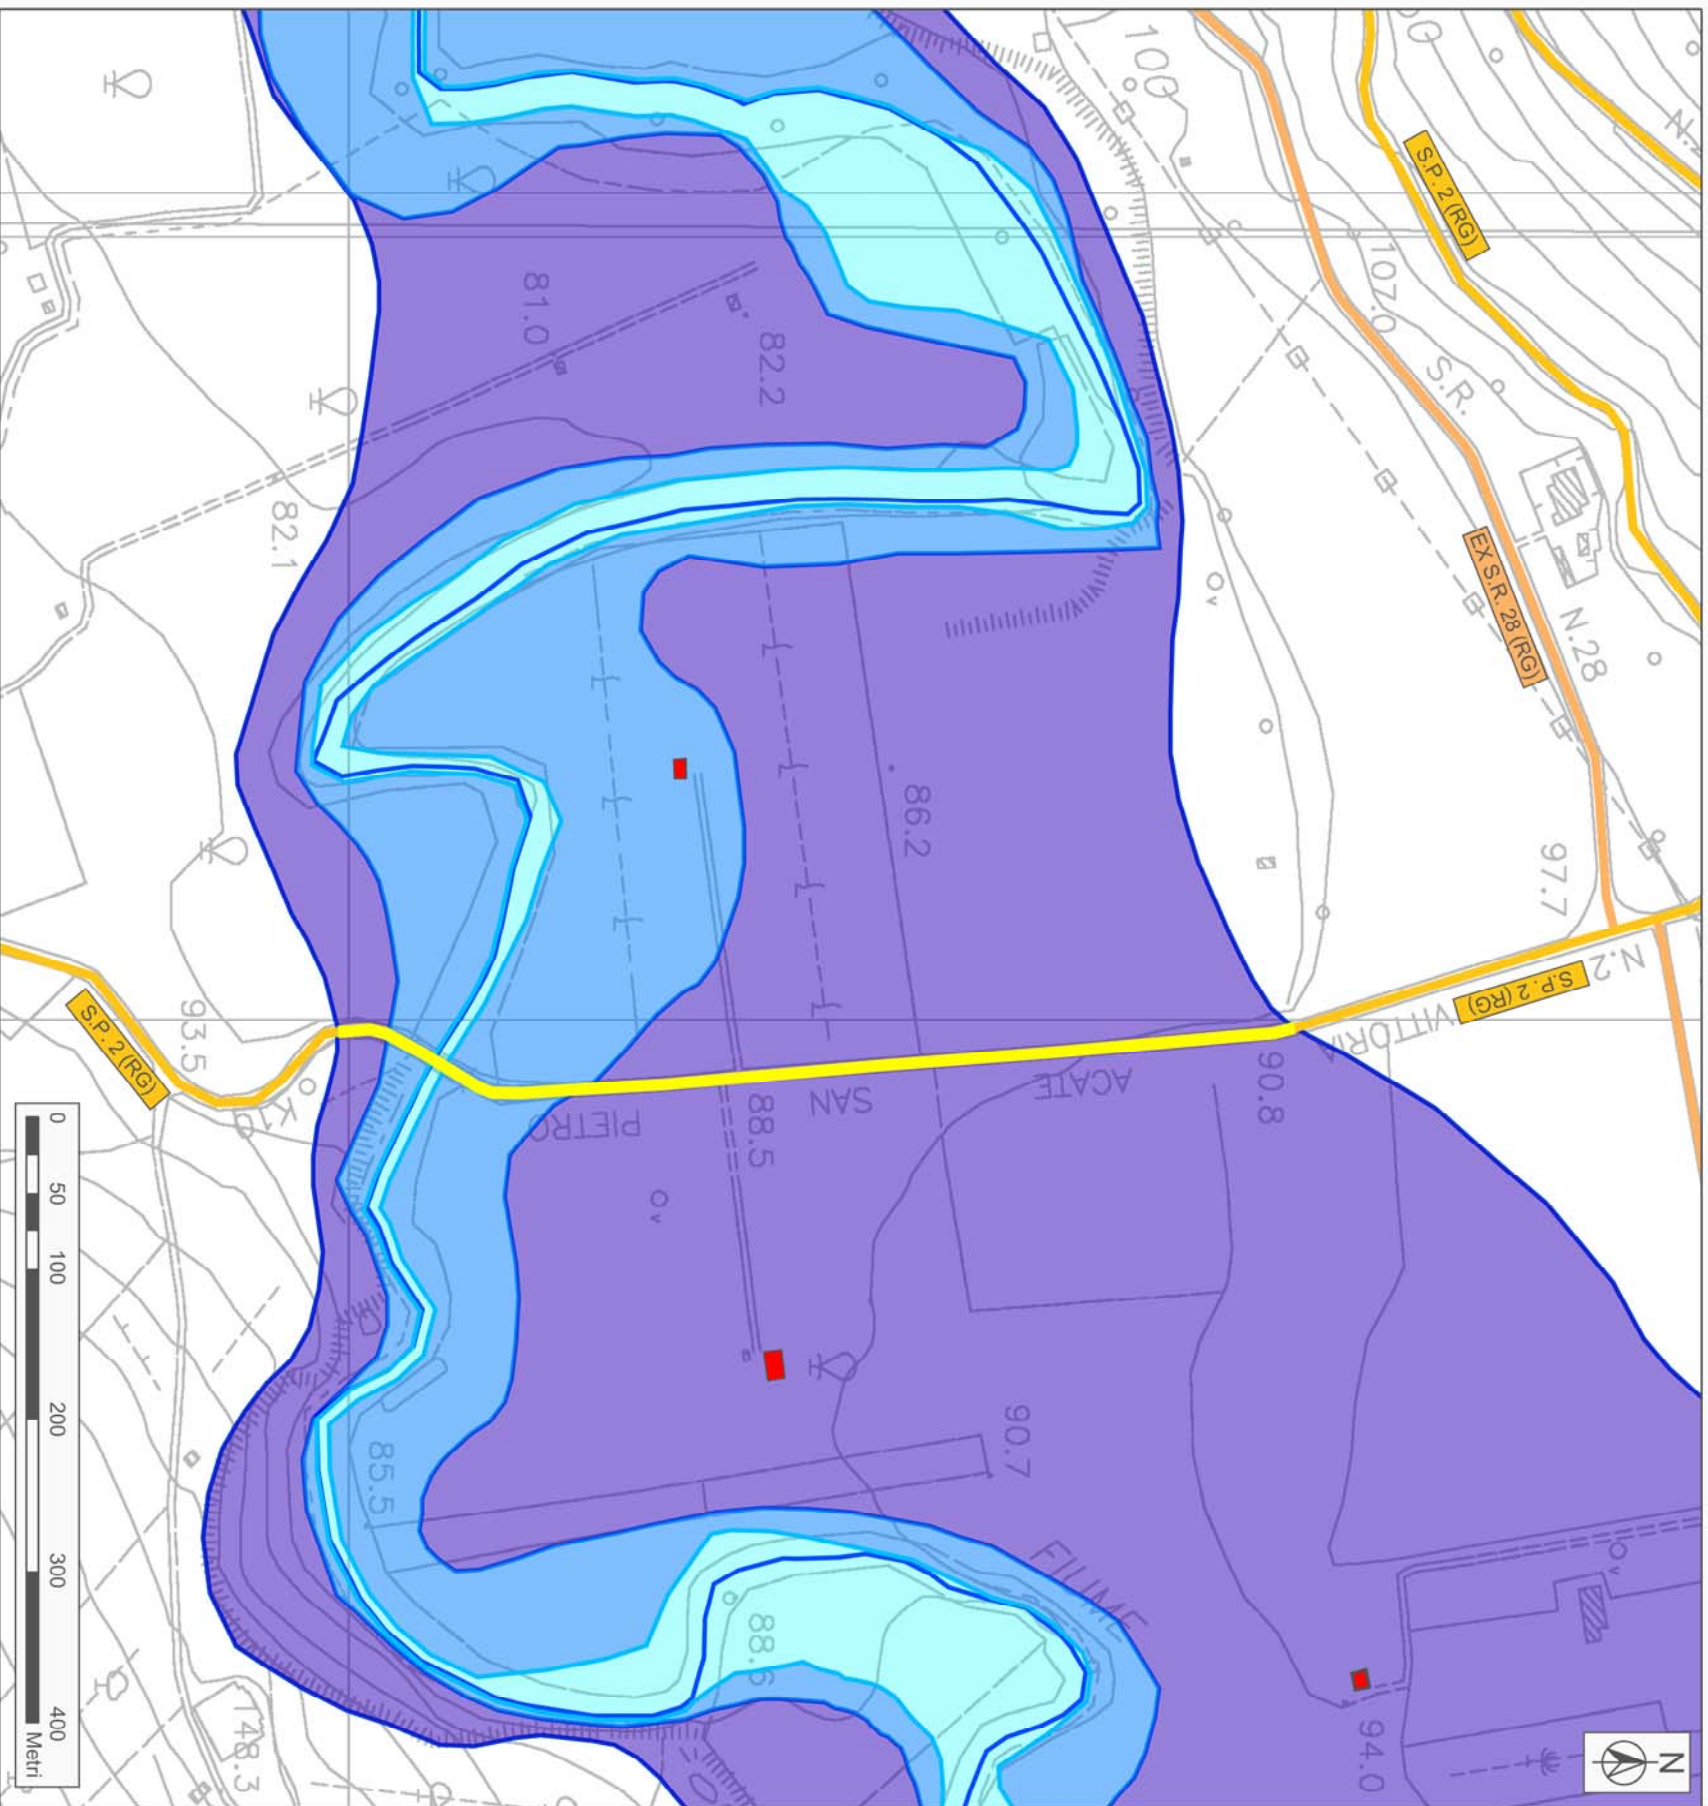 100
S.P. 2 (RG)
107.0
S.R.
81.0
82.2
82.1
EX S.R. 28 (RG)
N.28
86.2
97.7
N.2
S.P. 2 (RG)
VITTORIA
93.5
S.P. 2 (RG)
K10
90.8
ACATE
SAN
PIETRO
88.5
90.7
85.5
FIUME
88.6
94.0
148.3
0
50
100
200
300
400
Metri
N